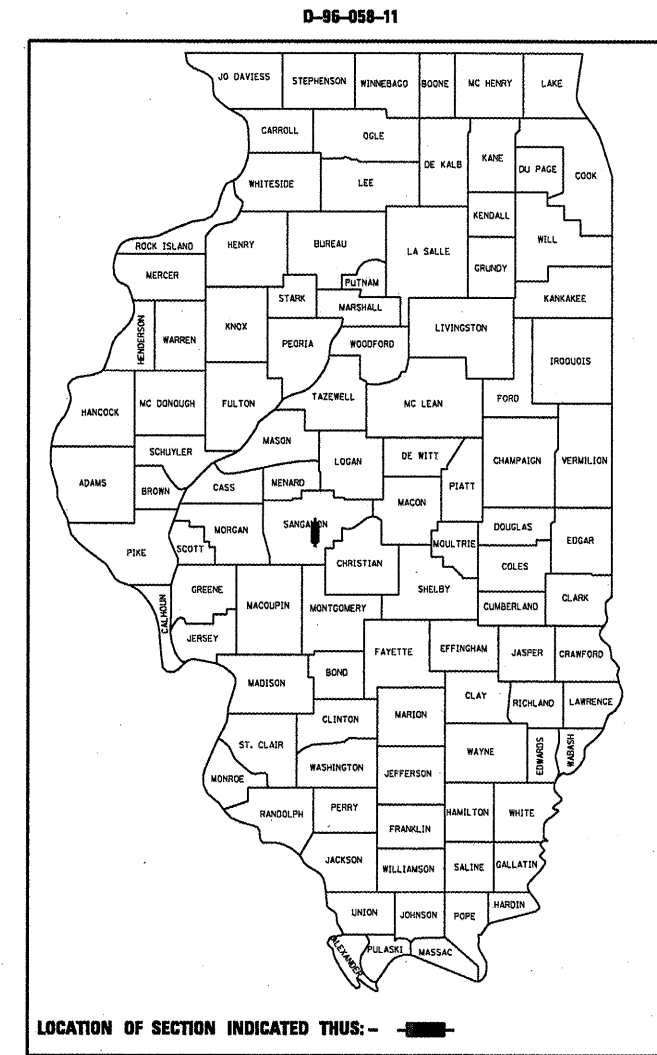 D-96-058-11
JO DAVIESS STEPHENSON WINNEBAGO BOONE MC HENRY LAKE
CARROLL OGLE DE KALB KANE DU PAGE COOK
WHITESIDE LEE
KENDALL WILL
ROCK ISLAND HENRY BUREAU LA SALLE GRUNDY
MERCER PUTNAM
STARK MARSHALL KANKAKEE
HENDERSON WARREN KNOX PEORIA WOODFORD LIVINGSTON IROQUOIS
HANCOCK MC DONOUGH FULTON TAZEWELL MC LEAN FORD
MASON
SCHUYLER LOGAN DE WITT CHAMPAIGN VERMILION
ADAMS BROWN CASS MENARD PIATT
MACON
MORGAN SANGAMON DOUGLAS
PIKE SCOTT CHRISTIAN MOULTRIE COLES EDGAR
GREENE MACOUPIN MONTGOMERY SHELBY CUMBERLAND CLARK
CALHOUN JERSEY
FAYETTE EFFINGHAM JASPER CRAWFORD
MADISON BOND
CLAY RICHLAND LAWRENCE
CLINTON MARION
ST. CLAIR WAYNE EDWARDS WABASH
MONROE WASHINGTON JEFFERSON
RANDOLPH PERRY HAMILTON WHITE
FRANKLIN
JACKSON WILLIAMSON SALINE GALLATIN
HARDIN
UNION JOHNSON POPE
ALEXANDER PULASKI MASSAC
LOCATION OF SECTION INDICATED THUS:-